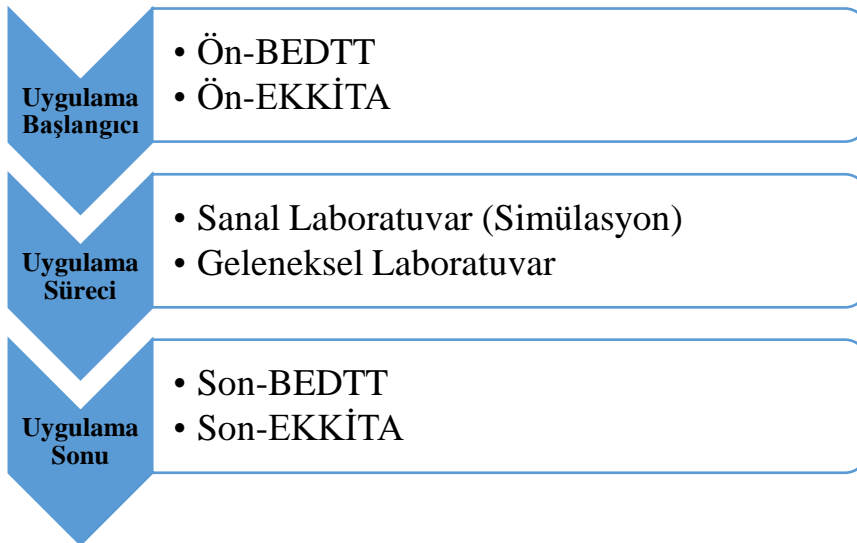 Uygulama
Başlangıcı
• Ön-BEDTT
• Ön-EKKİTA
Uygulama
Süreci
• Sanal Laboratuvar (Simülasyon)
• Geleneksel Laboratuvar
Uygulama
Sonu
• Son-BEDTT
• Son-EKKİTA